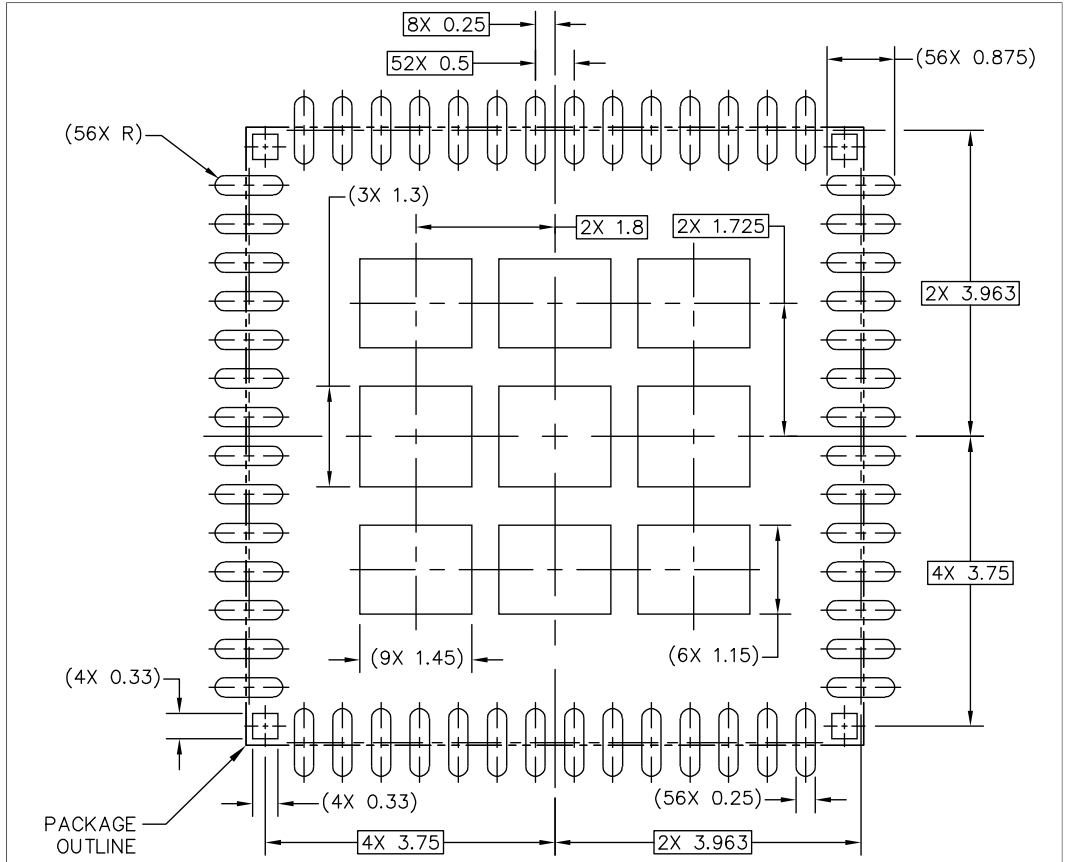 8X 0.25
52X 0.5
(56X 0.875)
(56X R)
(3X 1.3)
2X 1.8
2X 1.725
2X 3.963
4X 3.75
(9X 1.45)
(6X 1.15)
(4X 0.33)
(4X 0.33)
(56X 0.25)
PACKAGE
OUTLINE
4X 3.75
2X 3.963